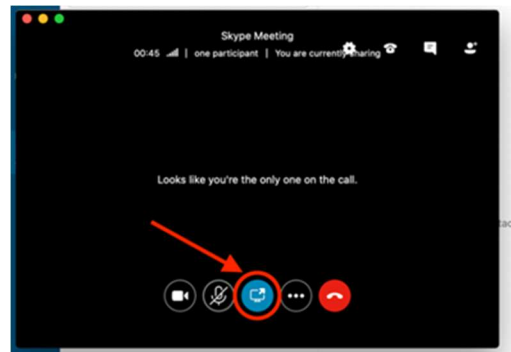 Skype Meeting
00:45 | one participant | You are currently sharing
Looks like you're the only one on the call.